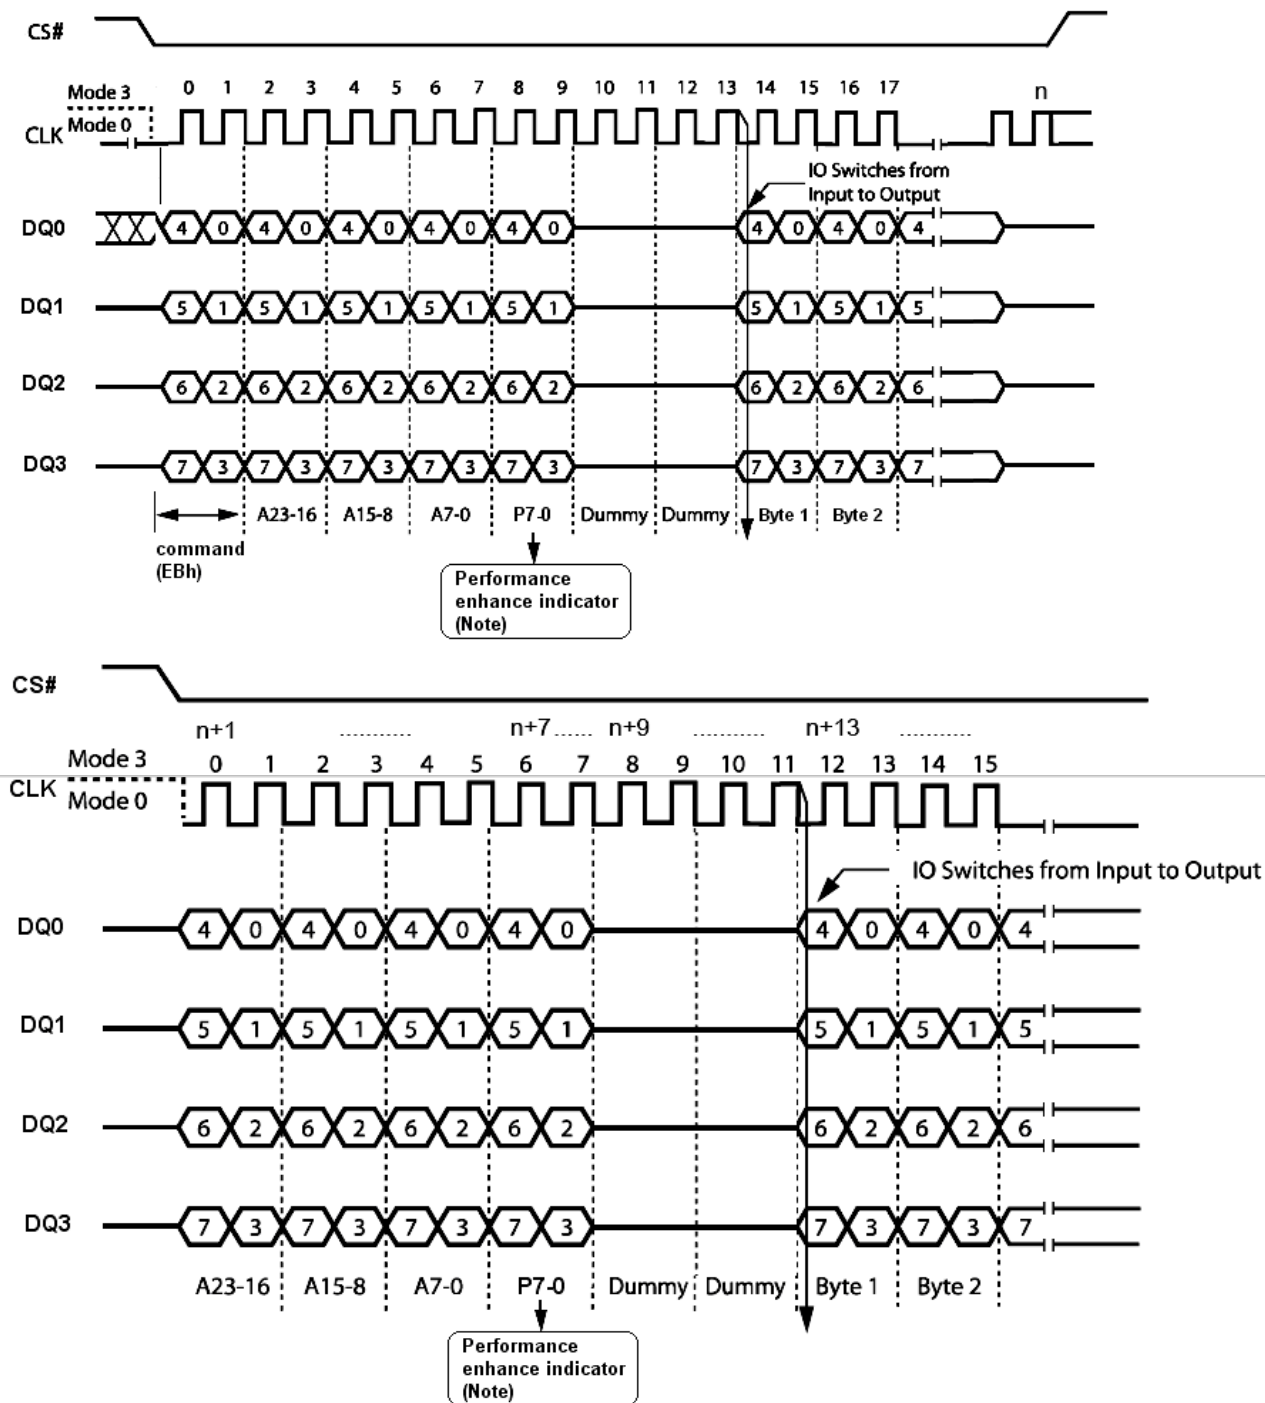 CS#
0 1 2 3 4 5 6 7 8 9 10 11 12 13 14 15 16 17 n
Mode 3
Mode 0
CLK
IO Switches from
Input to Output
DQ0 4 0 4 0 4 0 4 0 4 0 4 0 4 0 4
DQ1 5 1 5 1 5 1 5 1 5 1 5 1 5 1 5
DQ2 6 2 6 2 6 2 6 2 6 2 6 2 6 2 6
DQ3 7 3 7 3 7 3 7 3 7 3 7 3 7 3 7
A23-16 A15-8 A7-0 P7-0 Dummy Dummy Byte 1 Byte 2
command
(EBh)
Performance
enhance indicator
(Note)
CS#
n+1 ........... n+7 ...... n+9 ........... n+13 ...........
Mode 3 0 1 2 3 4 5 6 7 8 9 10 11 12 13 14 15
CLK
Mode 0
IO Switches from Input to Output
DQ0 4 0 4 0 4 0 4 0 4 0 4 0 4
DQ1 5 1 5 1 5 1 5 1 5 1 5 1 5
DQ2 6 2 6 2 6 2 6 2 6 2 6 2 6
DQ3 7 3 7 3 7 3 7 3 7 3 7 3 7
A23-16 A15-8 A7-0 P7-0 Dummy Dummy Byte 1 Byte 2
Performance
enhance indicator
(Note)